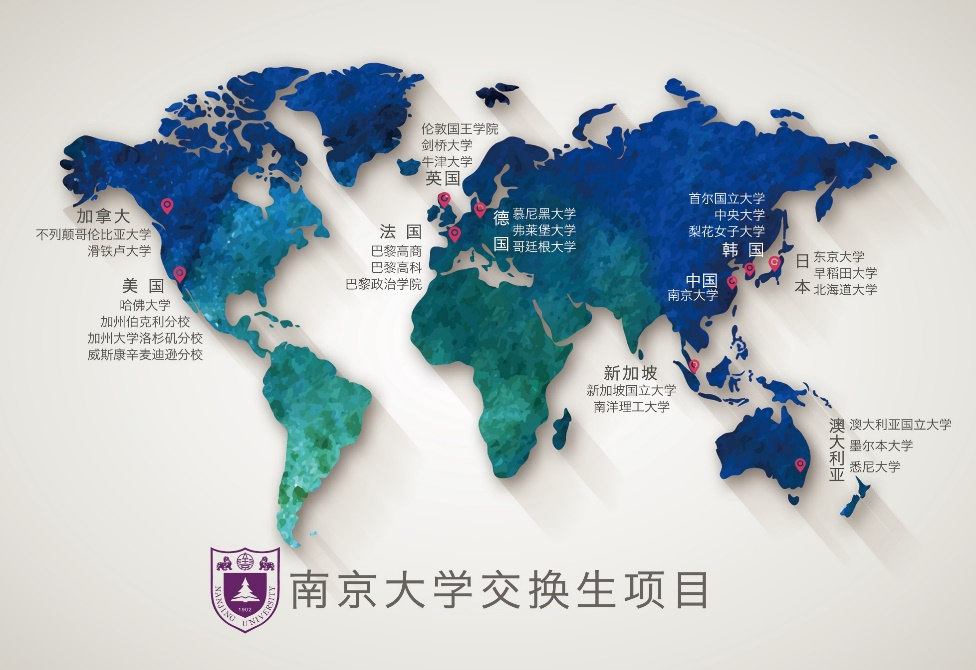 伦敦国王学院
剑桥大学
牛津大学
英国
加拿大
不列颠哥伦比亚大学
滑铁卢大学
美国
哈佛大学
加州伯克利分校
加州大学洛杉矶分校
威斯康辛麦迪逊分校
法国
巴黎高商
巴黎高科
巴黎政治学院
德国
慕尼黑大学
弗莱堡大学
哥廷根大学
首尔国立大学
中央大学
梨花女子大学
韩国
中国
南京大学
日本
东京大学
早稻田大学
北海道大学
新加坡
新加坡国立大学
南洋理工大学
澳大利亚
澳大利亚国立大学
墨尔本大学
悉尼大学
1902
NANJING UNIVERSITY
南京大学交换生项目